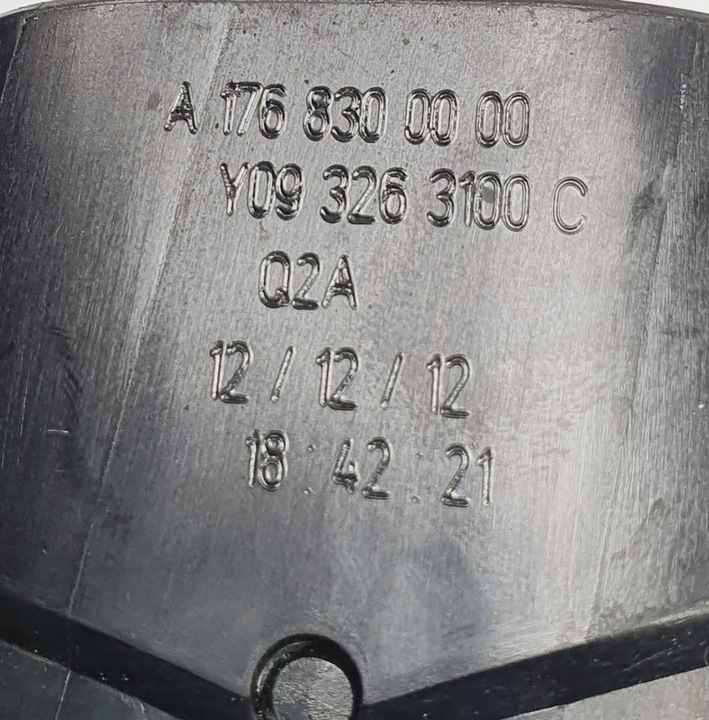 A 176 830 00 00
Y09 326 3100 C
Q2A
12 / 12 / 12
18 : 42 : 21